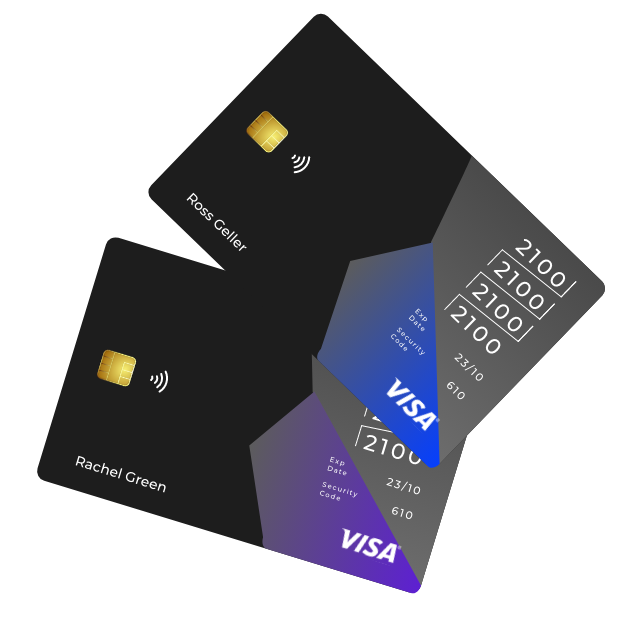 Ross Geller
2100
2100
2100
2100
Exp
Date
23/10
Security
Code
610
VISA
Rachel Green
2100
Exp
Date
23/10
Security
Code
610
VISA